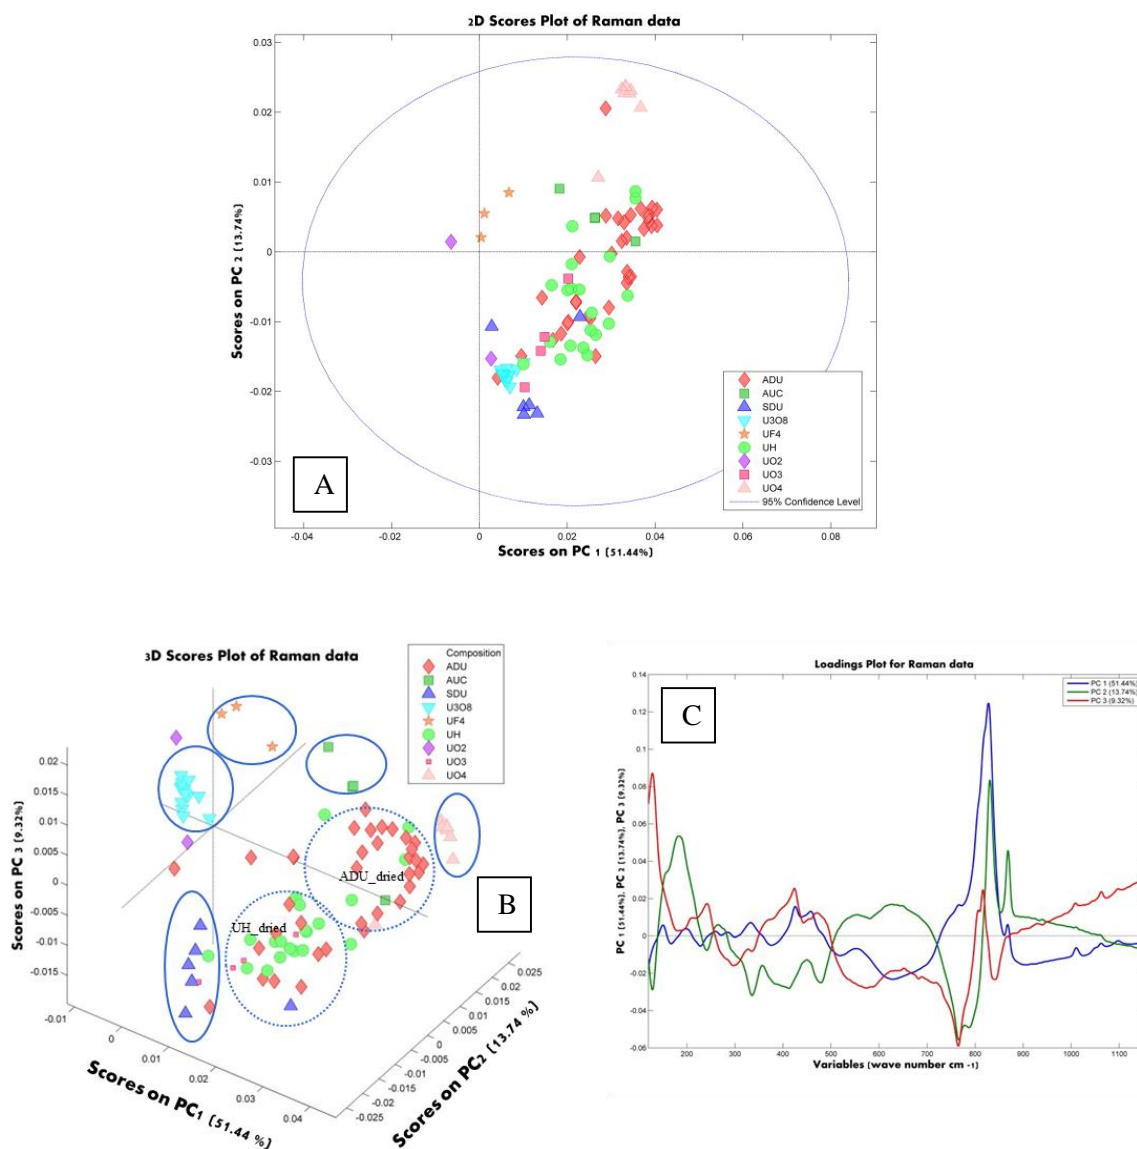 2D Scores Plot of Raman data
0.03
0.02
0.01
0
-0.01
-0.02
-0.03
Scores on PC 2 (13.74%)
-0.04
-0.02
0
0.02
0.04
0.06
0.08
Scores on PC 1 (51.44%)
A
ADU
AUC
SDU
U3O8
UF4
UH
UO2
UO3
UO4
95% Confidence Level
3D Scores Plot of Raman data
Composition
ADU
AUC
SDU
U3O8
UF4
UH
UO2
UO3
UO4
0.02
0.015
0.01
0.005
0
-0.005
-0.01
-0.015
Scores on PC 3 (9.32%)
-0.01
0
0.01
0.02
0.03
0.04
Scores on PC1 (51.44 %)
0.025
0.02
0.015
0.01
0.005
0
-0.005
-0.01
-0.015
-0.02
-0.025
Scores on PC2 (13.74 %)
ADU_dried
UH_dried
B
Loadings Plot for Raman data
C
PC 1 (51.44%)
PC 2 (13.74%)
PC 3 (9.32%)
0.14
0.12
0.1
0.08
0.06
0.04
0.02
0
-0.02
-0.04
-0.06
PC 1 (51.44%), PC 2 (13.74%), PC 3 (9.32%)
200
300
400
500
600
700
800
900
1000
1100
Variables (wave number cm -1)